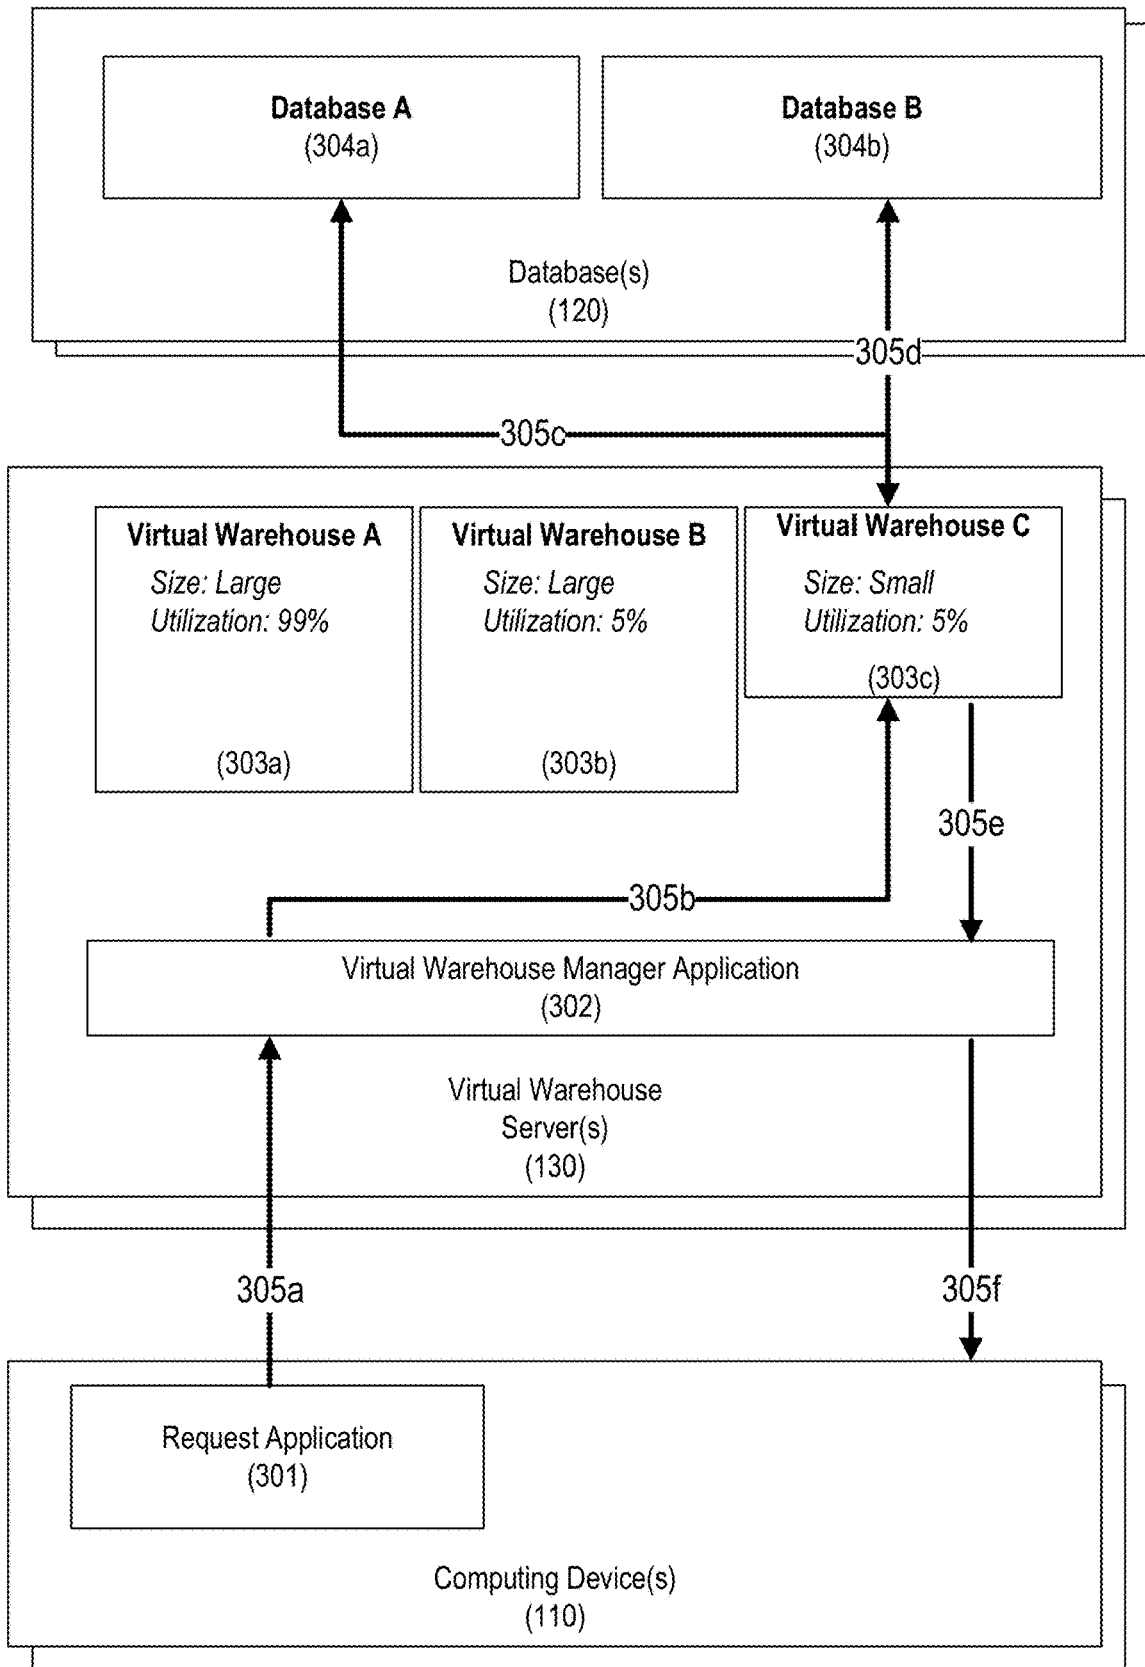 Database A
(304a)
Database B
(304b)
Database(s)
(120)
305d
305c
Virtual Warehouse A
Size: Large
Utilization: 99%
(303a)
Virtual Warehouse B
Size: Large
Utilization: 5%
(303b)
Virtual Warehouse C
Size: Small
Utilization: 5%
(303c)
305e
305b
Virtual Warehouse Manager Application
(302)
Virtual Warehouse
Server(s)
(130)
305a
305f
Request Application
(301)
Computing Device(s)
(110)